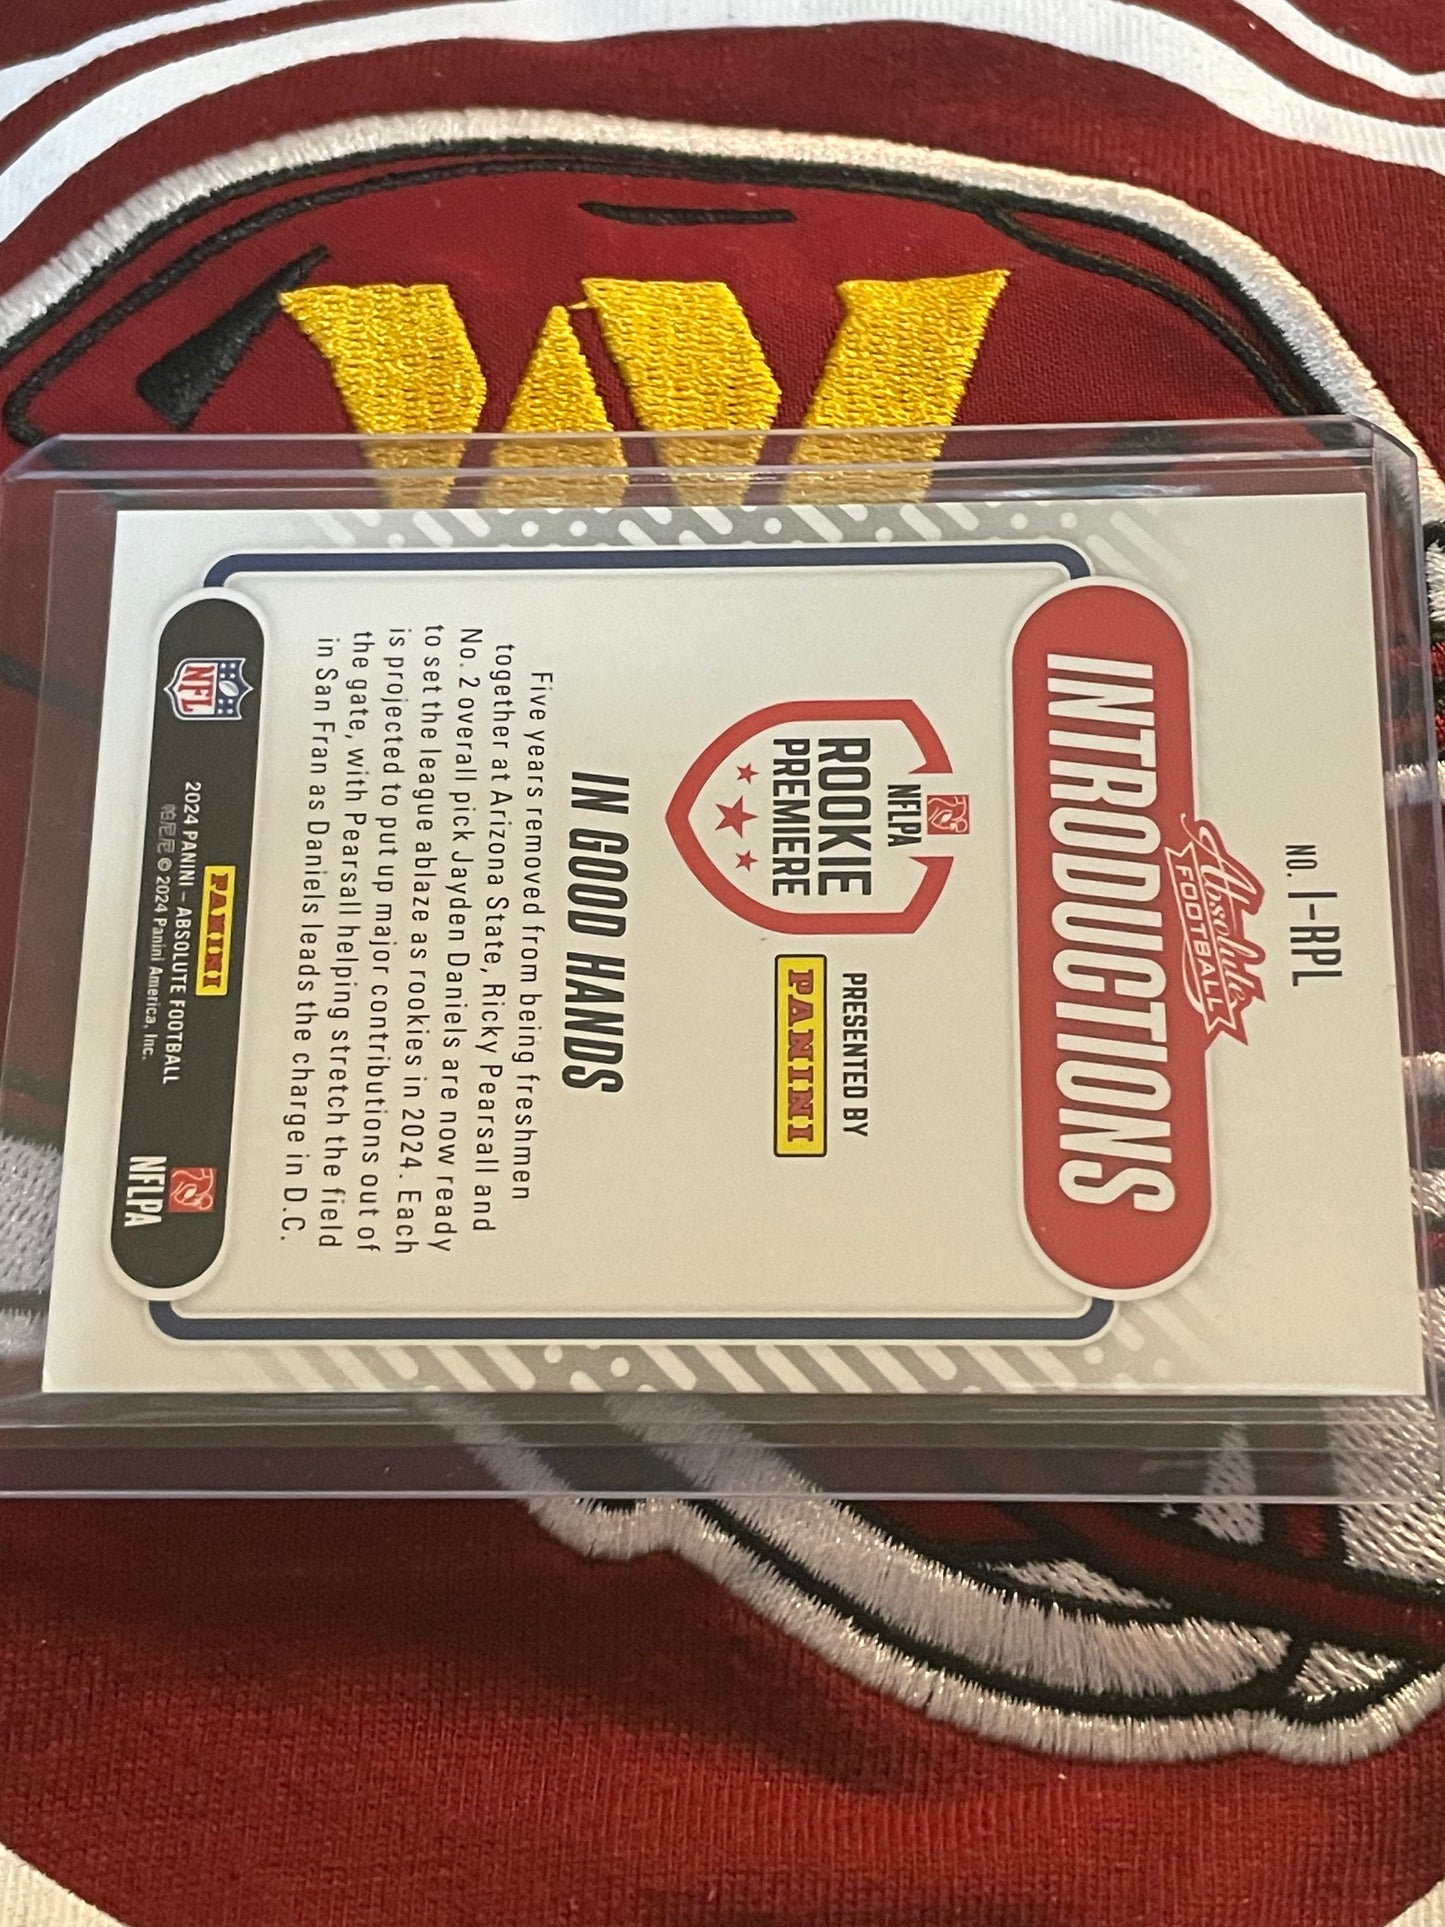 NO. I-RPL
Absolute
FOOTBALL
INTRODUCTIONS
NFLPA
ROOKIE
PREMIERE
PRESENTED BY
PANINI
IN GOOD HANDS
Five years removed from being freshmen
together at Arizona State, Ricky Pearsall and
No. 2 overall pick Jayden Daniels are now ready
to set the league ablaze as rookies in 2024. Each
is projected to put up major contributions out of
the gate, with Pearsall helping stretch the field
in San Fran as Daniels leads the charge in D.C.
NFL
PANINI
2024 PANINI – ABSOLUTE FOOTBALL
© 2024 Panini America, Inc.
NFLPA
W